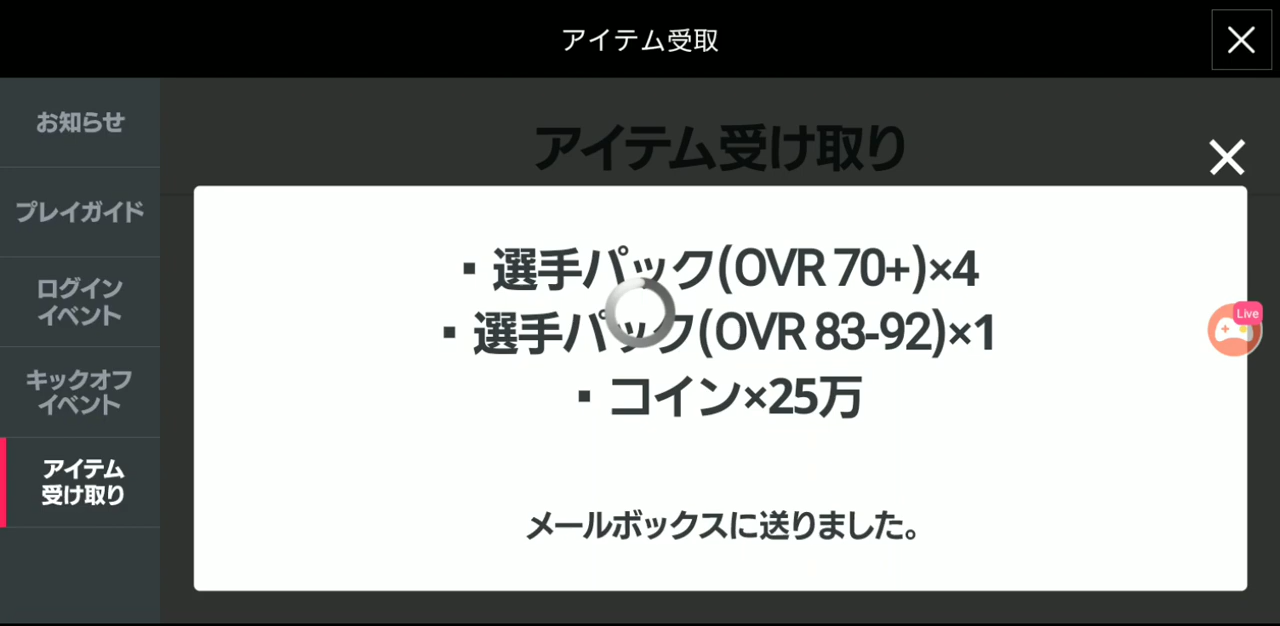 アイテム受取
お知らせ
プレイガイド
ログイン
イベント
キックオフ
イベント
アイテム
受け取り
アイテム受け取り
▪ 選手パック(OVR 70+)×4
▪ 選手パック(OVR 83-92)×1
▪ コイン×25万
メールボックスに送りました。
Live